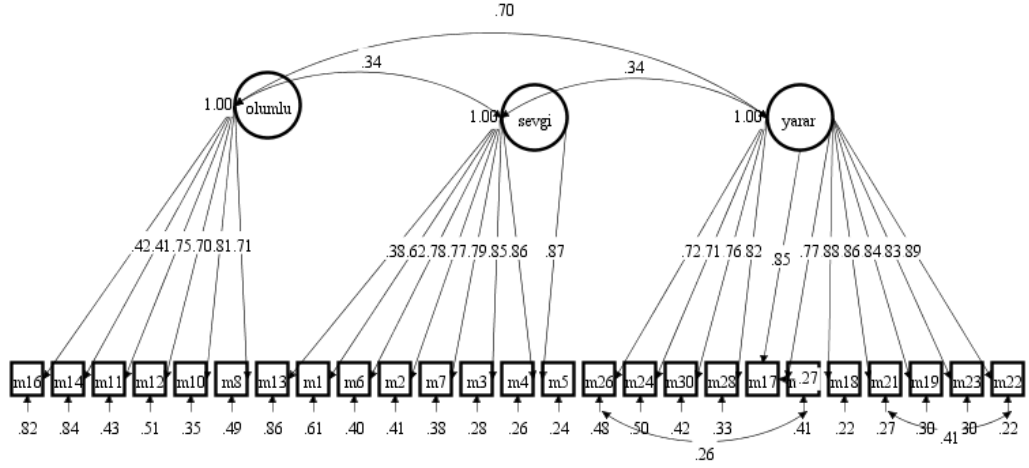 .70
.34
.34
1.00 olumlu
1.00 sevgi
1.00 yarar
.42 .41 .75 .70 .81 .71
.38 .62 .78 .77 .79 .85 .86 .87
.72 .71 .76 .82 .85 .77 .88 .86 .84 .83 .89
m16 m14 m11 m12 m10 m8 m13 m1 m6 m2 m7 m3 m4 m5 m26 m24 m30 m28 m17 .27 m18 m21 m19 m23 m22
.82 .84 .43 .51 .35 .49 .86 .61 .40 .41 .38 .28 .26 .24 .48 .50 .42 .33 .41 .22 .27 .30 .30 .22
.26
.41